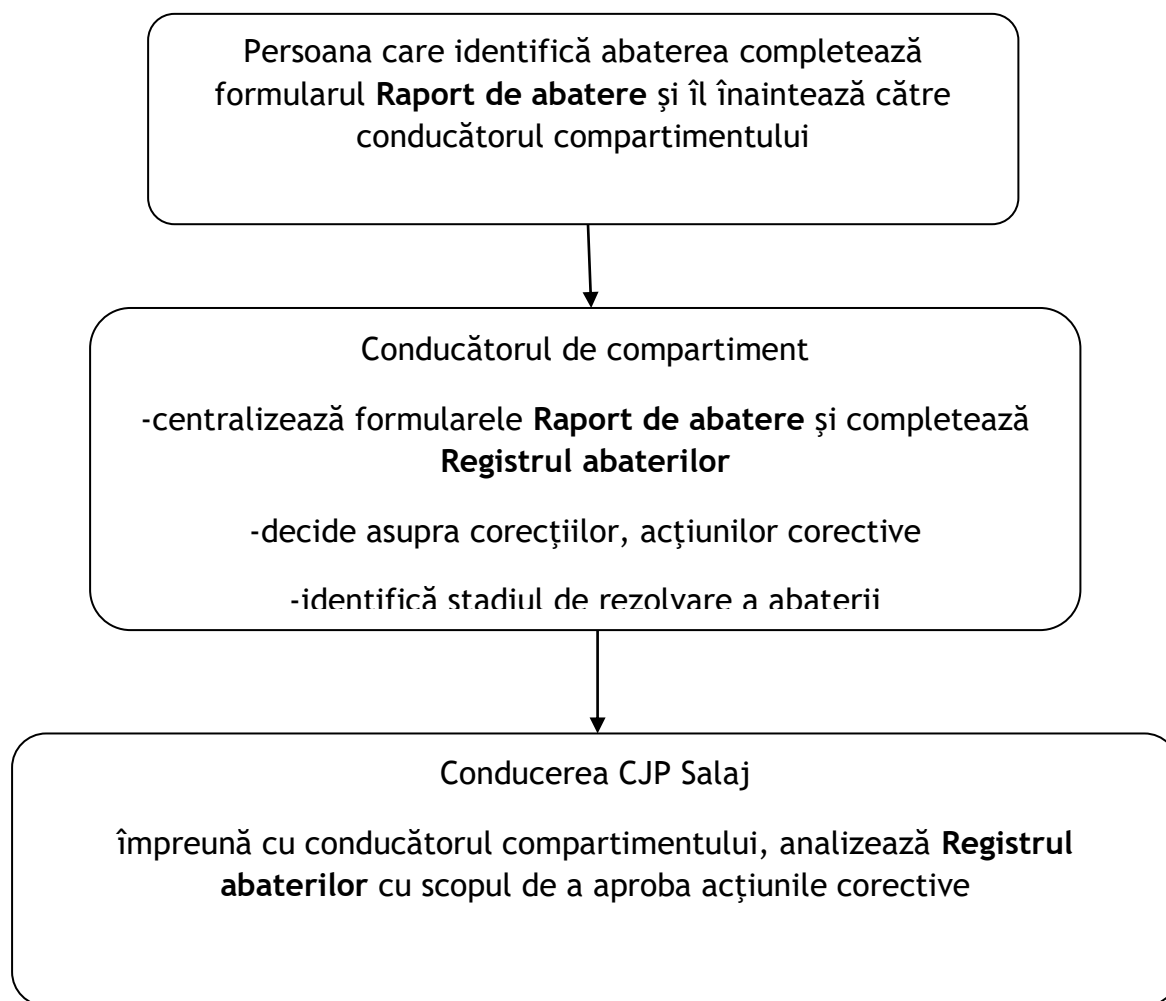 Persoana care identifică abaterea completează
formularul Raport de abatere şi îl înaintează către
conducătorul compartimentului
Conducătorul de compartiment
-centralizează formularele Raport de abatere şi completează
Registrul abaterilor
-decide asupra corecţiilor, acţiunilor corective
-identifică stadiul de rezolvare a abaterii
Conducerea CJP Salaj
împreună cu conducătorul compartimentului, analizează Registrul
abaterilor cu scopul de a aproba acţiunile corective